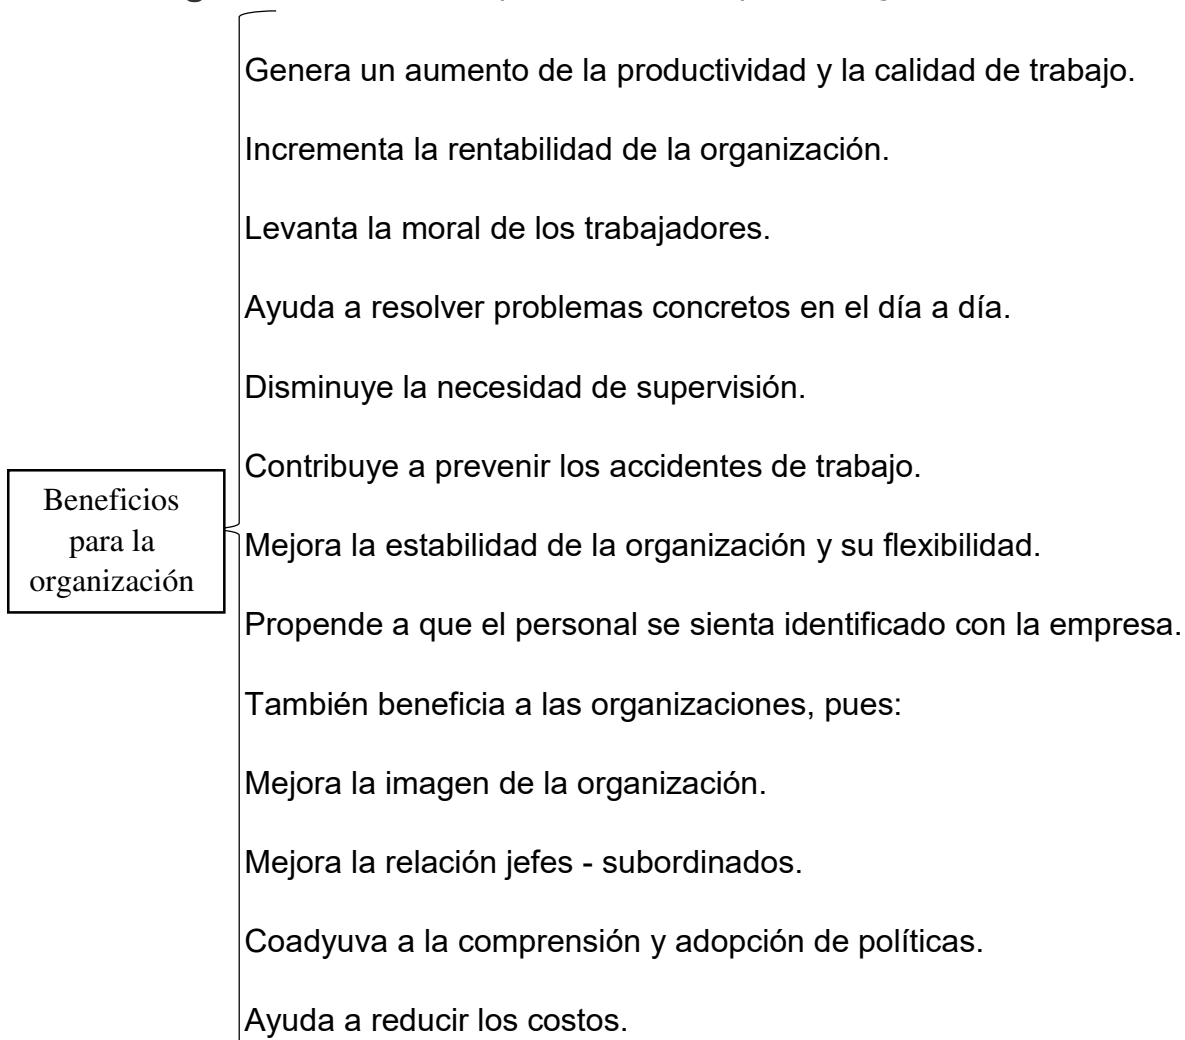 Genera un aumento de la productividad y la calidad de trabajo.
Incrementa la rentabilidad de la organización.
Levanta la moral de los trabajadores.
Ayuda a resolver problemas concretos en el día a día.
Disminuye la necesidad de supervisión.
Contribuye a prevenir los accidentes de trabajo.
Beneficios
para la
organización
Mejora la estabilidad de la organización y su flexibilidad.
Propende a que el personal se sienta identificado con la empresa.
También beneficia a las organizaciones, pues:
Mejora la imagen de la organización.
Mejora la relación jefes - subordinados.
Coadyuva a la comprensión y adopción de políticas.
Ayuda a reducir los costos.